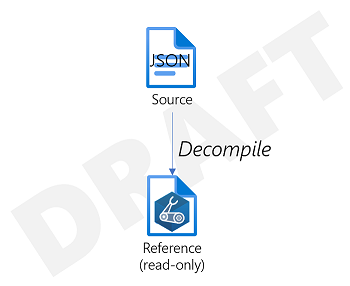 JSON
Source
Decompile
Reference
(read-only)
DRAFT